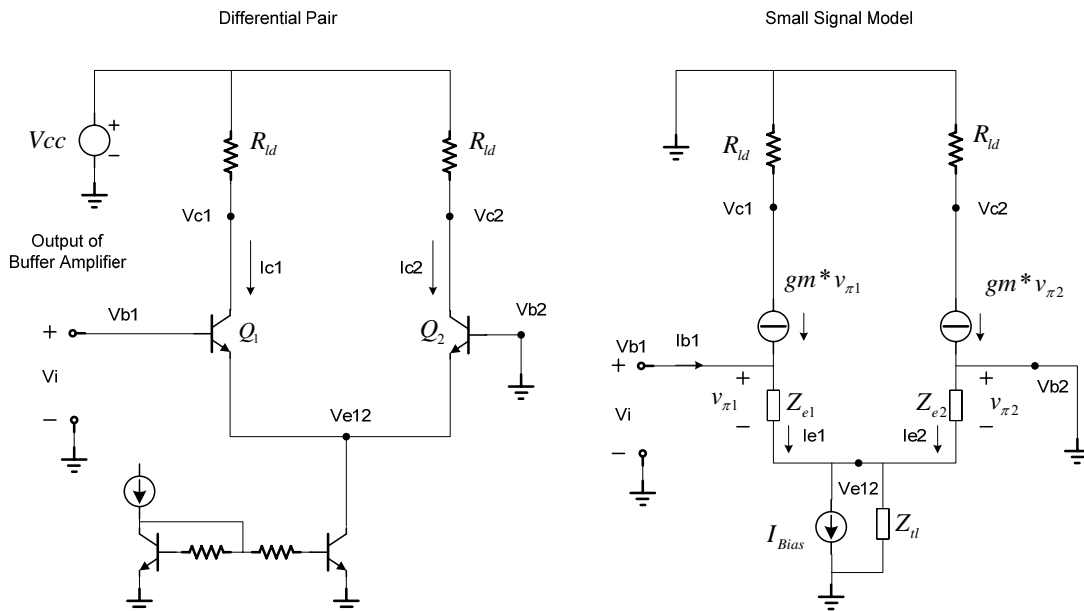 Differential Pair
Small Signal Model
Vcc
+
−
R_ld
R_ld
Vc1
Vc2
Output of
Buffer Amplifier
Ic1
Ic2
+
Vb1
Q_1
Q_2
Vb2
Vi
−
Ve12
R_ld
R_ld
Vc1
Vc2
gm*v_π1
gm*v_π2
+
Vb1
Ib1
Vi
−
+
v_π1
−
Z_e1
Ie1
Z_e2
Ie2
+
v_π2
−
Vb2
Ve12
I_Bias
Z_tl